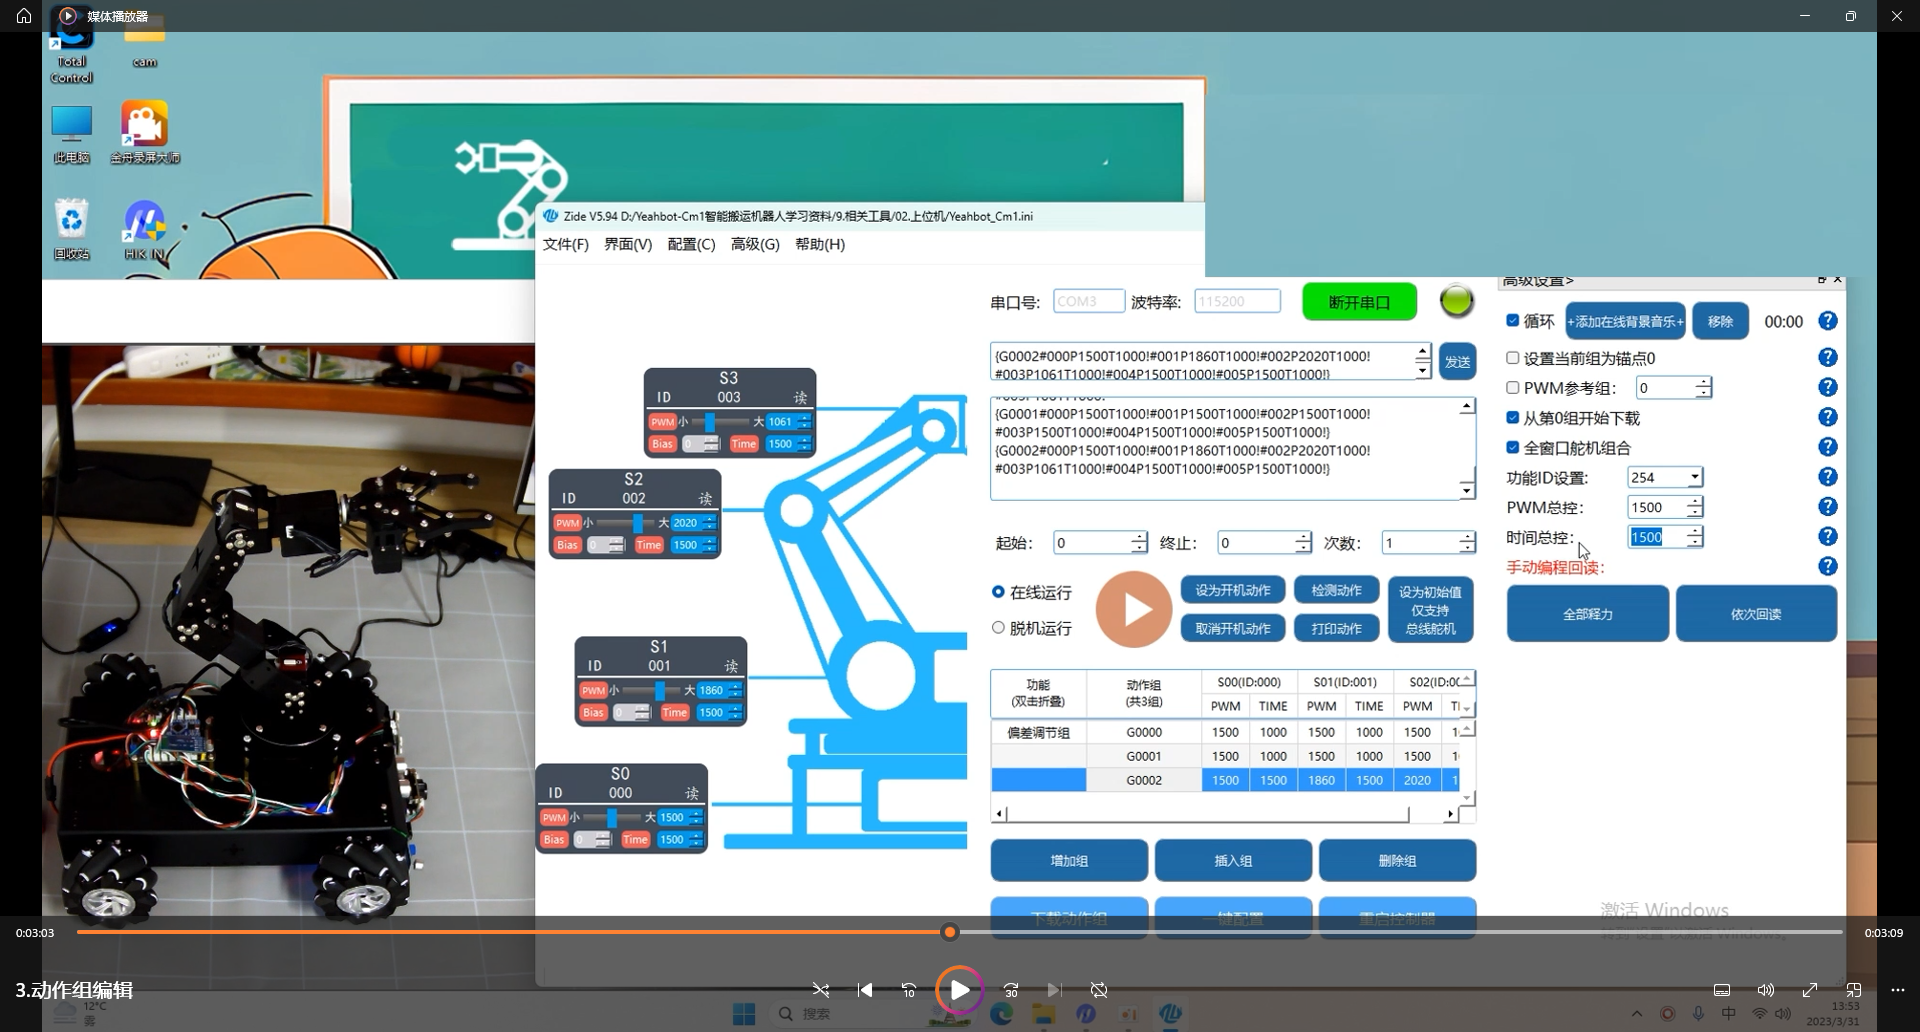 媒体播放器
Total
Control
cam
此电脑
金舟录屏大师
回收站
HIK IN
Zide V5.94 D:/Yeahbot-Cm1智能搬运机器人学习资料/9.相关工具/02.上位机/Yeahbot_Cm1.ini
文件(F) 界面(V) 配置(C) 高级(G) 帮助(H)
串口号: COM3 波特率: 115200 断开串口
{G0002#000P1500T1000!#001P1860T1000!#002P2020T1000!
#003P1061T1000!#004P1500T1000!#005P1500T1000!}
发送
{G0001#000P1500T1000!#001P1500T1000!#002P1500T1000!
#003P1500T1000!#004P1500T1000!#005P1500T1000!}
{G0002#000P1500T1000!#001P1860T1000!#002P2020T1000!
#003P1061T1000!#004P1500T1000!#005P1500T1000!}
S3
ID 003 读
PWM 小 大 1061
Bias 0 Time 1500
S2
ID 002 读
PWM 小 大 2020
Bias 0 Time 1500
S1
ID 001 读
PWM 小 大 1860
Bias 0 Time 1500
S0
ID 000 读
PWM 小 大 1500
Bias 0 Time 1500
起始: 0 终止: 0 次数: 1
在线运行
脱机运行
设为开机动作 检测动作
取消开机动作 打印动作
设为初始值
仅支持
总线舵机
功能
(双击折叠)
动作组
(共3组)
S00(ID:000) S01(ID:001) S02(ID:00
PWM TIME PWM TIME PWM TI
偏差调节组 G0000 1500 1000 1500 1000 1500 1
G0001 1500 1000 1500 1000 1500 1
G0002 1500 1500 1860 1500 2020 1
增加组 插入组 删除组
下载动作组 一键配置 重启控制器
高级设置>
循环 +添加在线背景音乐+ 移除 00:00 ?
设置当前组为锚点0 ?
PWM参考组: 0 ?
从第0组开始下载 ?
全窗口舵机组合 ?
功能ID设置: 254 ?
PWM总控: 1500 ?
时间总控: 1500 ?
手动编程回读: ?
全部释力 依次回读
激活 Windows
转到"设置"以激活 Windows。
0:03:03
0:03:09
3.动作组编辑
10
30
12°C
雾
搜索
中
13:53
2023/3/31